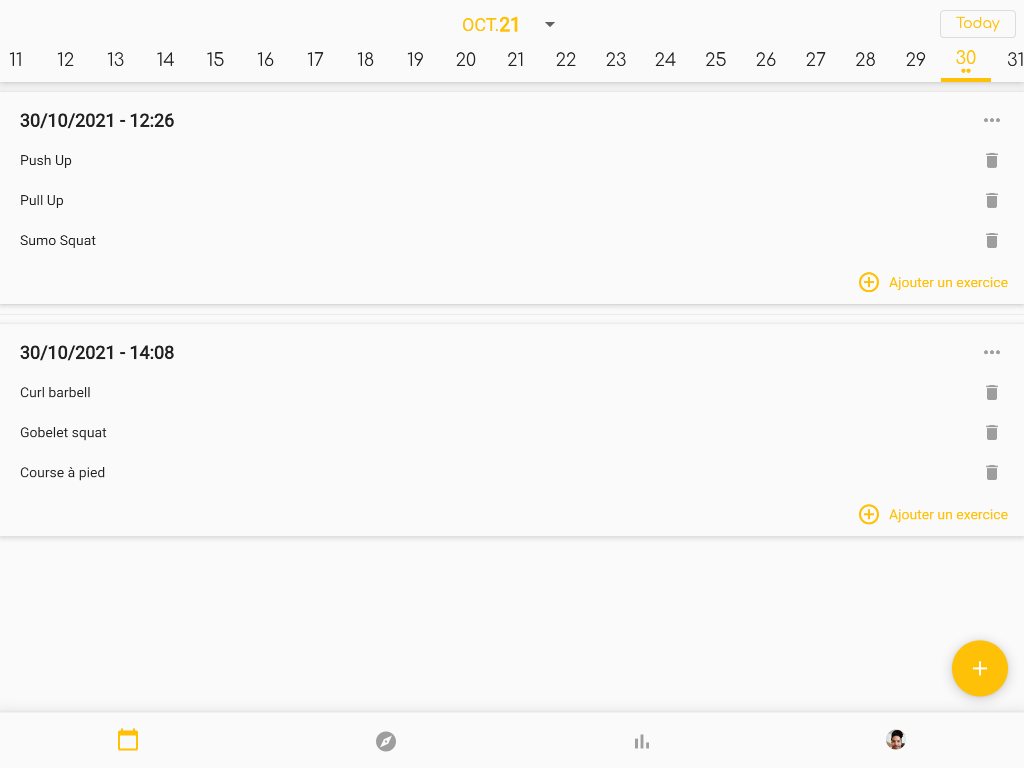 OCT.21
Today
11 12 13 14 15 16 17 18 19 20 21 22 23 24 25 26 27 28 29 30 31
30/10/2021 - 12:26
Push Up
Pull Up
Sumo Squat
Ajouter un exercice
30/10/2021 - 14:08
Curl barbell
Gobelet squat
Course à pied
Ajouter un exercice